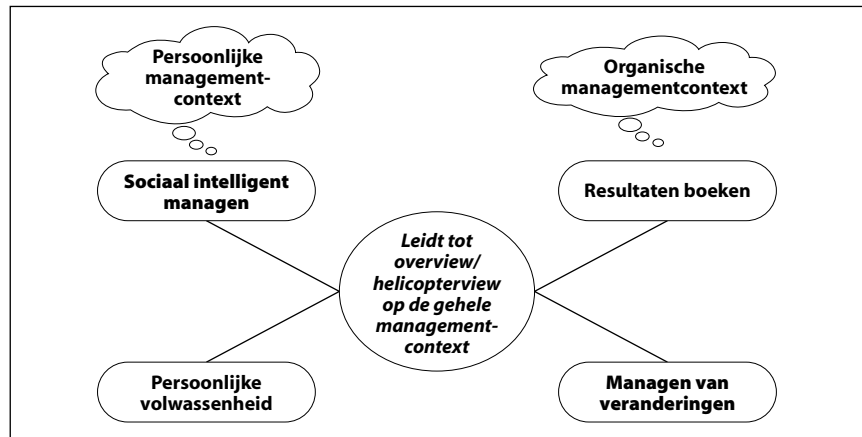 Persoonlijke
management-
context
Organische
managementcontext
Sociaal intelligent
managen
Resultaten boeken
Leidt tot
overview/
helicopterview
op de gehele
management-
context
Persoonlijke
volwassenheid
Managen van
veranderingen